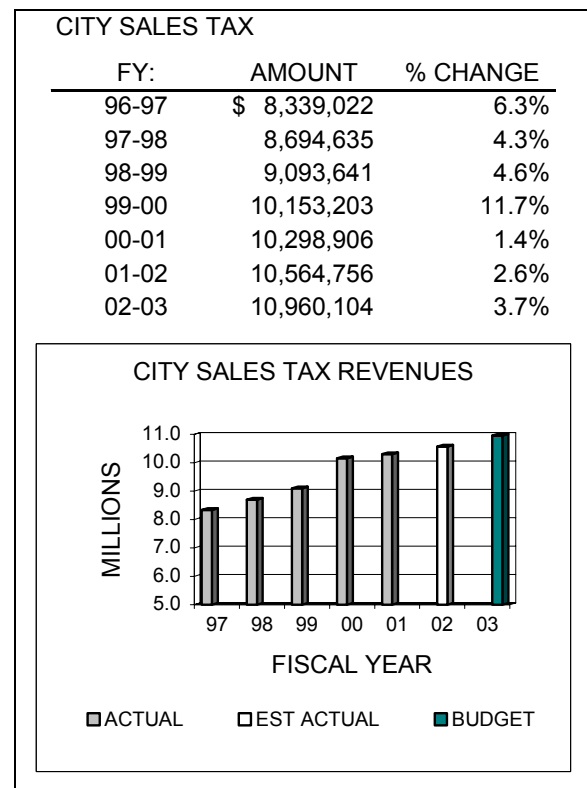 CITY SALES TAX
FY: AMOUNT % CHANGE
96-97 $ 8,339,022 6.3%
97-98 8,694,635 4.3%
98-99 9,093,641 4.6%
99-00 10,153,203 11.7%
00-01 10,298,906 1.4%
01-02 10,564,756 2.6%
02-03 10,960,104 3.7%
CITY SALES TAX REVENUES
11.0
10.0
9.0
8.0
7.0
6.0
5.0
MILLIONS
97 98 99 00 01 02 03
FISCAL YEAR
ACTUAL EST ACTUAL BUDGET